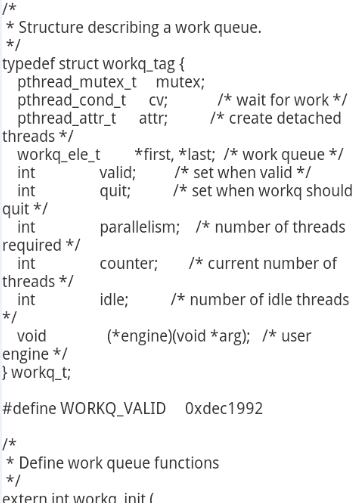 /*
 * Structure describing a work queue.
 */
typedef struct workq_tag {
    pthread_mutex_t    mutex;
    pthread_cond_t     cv;            /* wait for work */
    pthread_attr_t     attr;          /* create detached
threads */
    workq_ele_t        *first, *last;  /* work queue */
    int                valid;         /* set when valid */
    int                quit;          /* set when workq should
quit */
    int                parallelism;   /* number of threads
required */
    int                counter;       /* current number of
threads */
    int                idle;          /* number of idle threads
*/
    void               (*engine)(void *arg);   /* user
engine */
} workq_t;

#define WORKQ_VALID    0xdec1992

/*
 * Define work queue functions
 */
extern int workq_init (